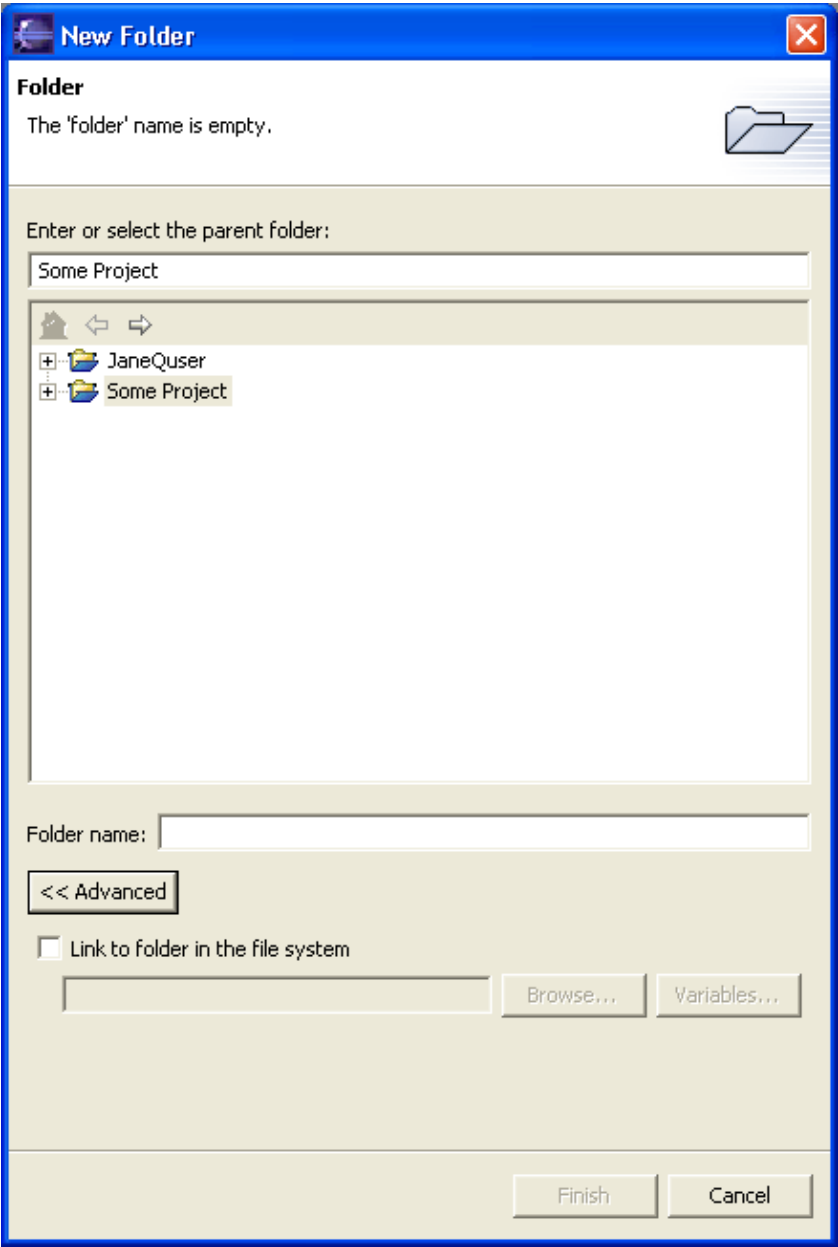 New Folder
Folder
The 'folder' name is empty.
Enter or select the parent folder:
Some Project
JaneQuser
Some Project
Folder name:
<< Advanced
Link to folder in the file system
Browse... Variables...
Finish Cancel